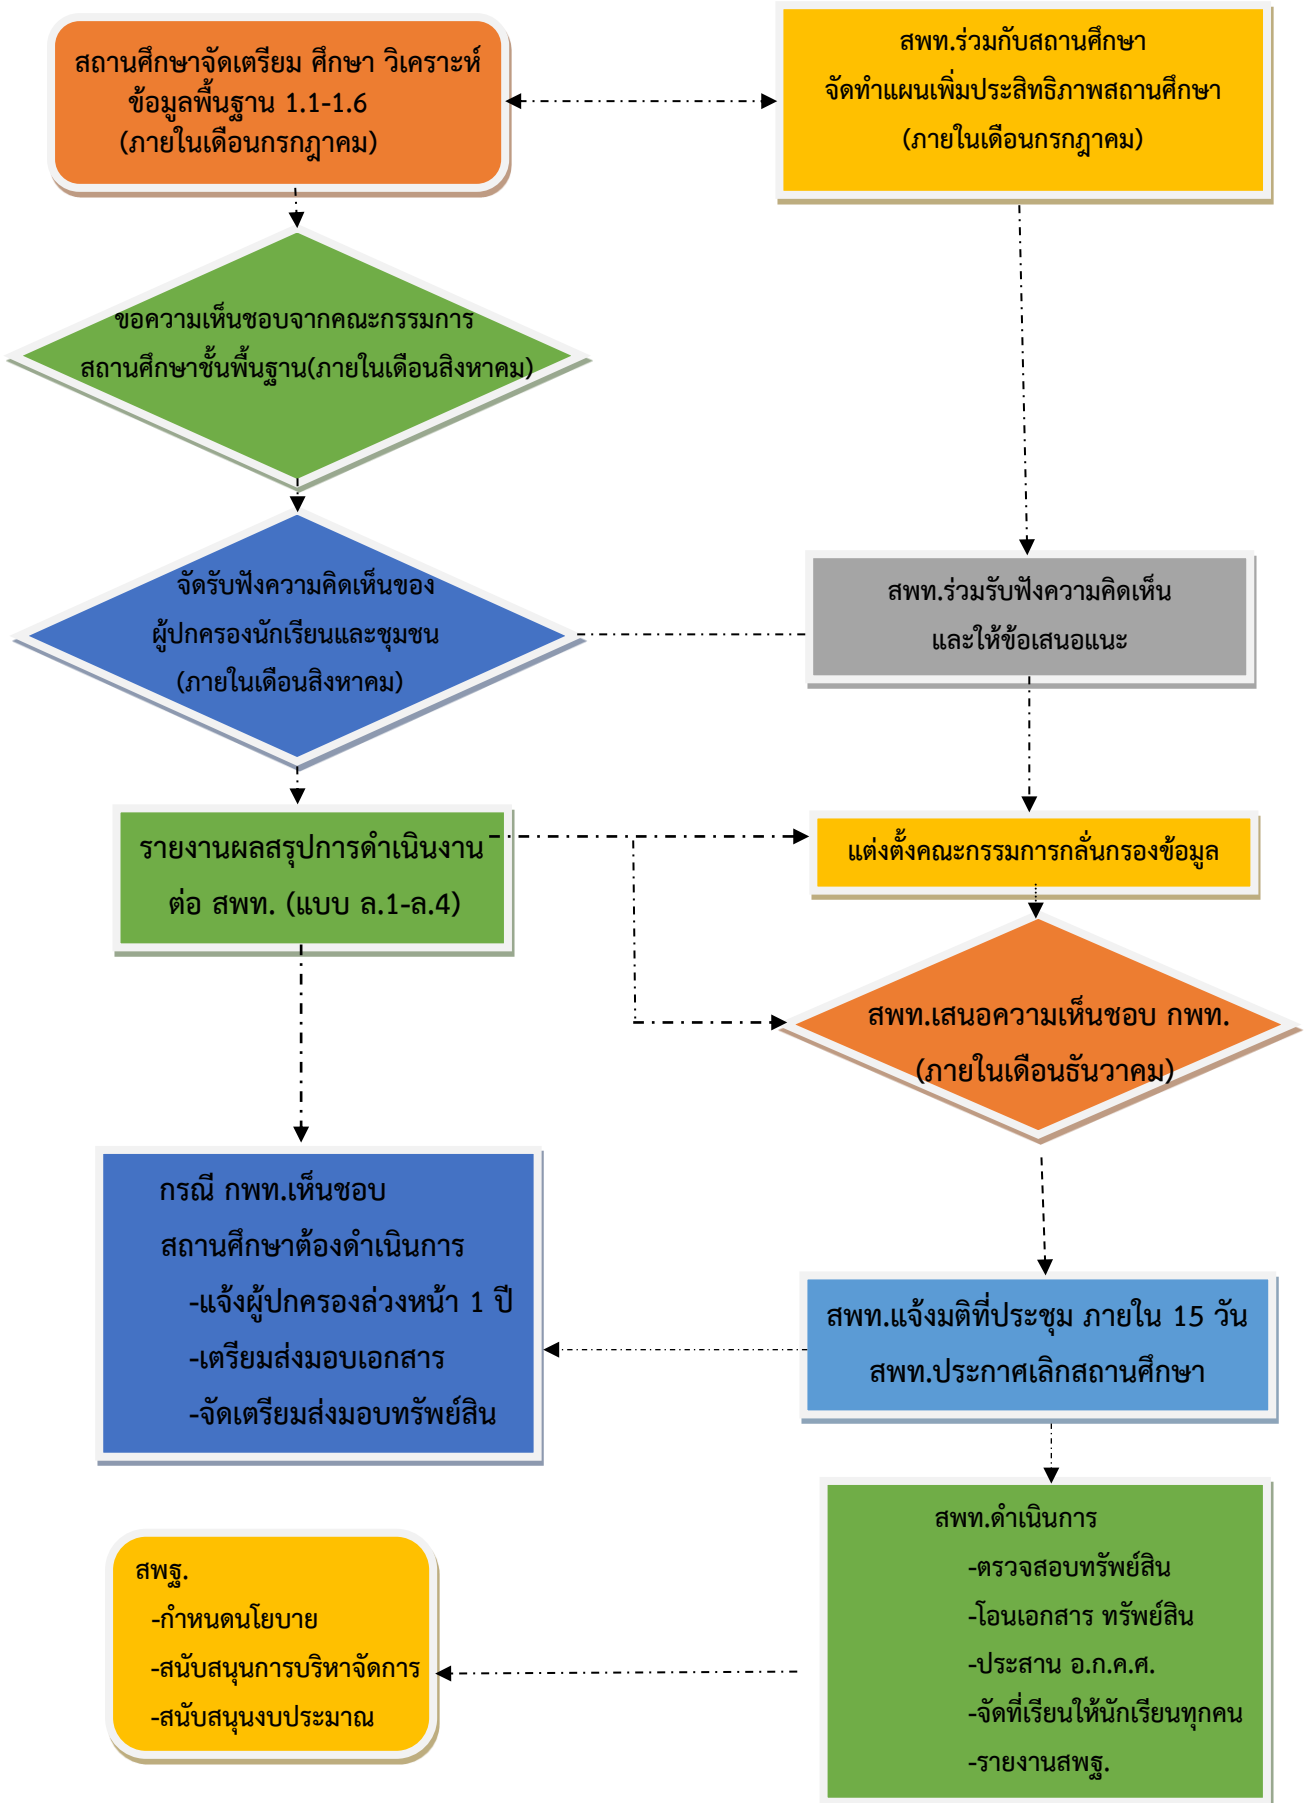 สถานศึกษาจัดเตรียม ศึกษา วิเคราะห์
ข้อมูลพื้นฐาน 1.1-1.6
(ภายในเดือนกรกฎาคม)
สพท.ร่วมกับสถานศึกษา
จัดทำแผนเพิ่มประสิทธิภาพสถานศึกษา
(ภายในเดือนกรกฎาคม)
ขอความเห็นชอบจากคณะกรรมการ
สถานศึกษาชั้นพื้นฐาน(ภายในเดือนสิงหาคม)
จัดรับฟังความคิดเห็นของ
ผู้ปกครองนักเรียนและชุมชน
(ภายในเดือนสิงหาคม)
สพท.ร่วมรับฟังความคิดเห็น
และให้ข้อเสนอแนะ
รายงานผลสรุปการดำเนินงาน
ต่อ สพท. (แบบ ล.1-ล.4)
แต่งตั้งคณะกรรมการกลั่นกรองข้อมูล
สพท.เสนอความเห็นชอบ กพท.
(ภายในเดือนธันวาคม)
กรณี กพท.เห็นชอบ
สถานศึกษาต้องดำเนินการ
-แจ้งผู้ปกครองล่วงหน้า 1 ปี
-เตรียมส่งมอบเอกสาร
-จัดเตรียมส่งมอบทรัพย์สิน
สพท.แจ้งมติที่ประชุม ภายใน 15 วัน
สพท.ประกาศเลิกสถานศึกษา
สพฐ.
-กำหนดนโยบาย
-สนับสนุนการบริหาจัดการ
-สนับสนุนงบประมาณ
สพท.ดำเนินการ
-ตรวจสอบทรัพย์สิน
-โอนเอกสาร ทรัพย์สิน
-ประสาน อ.ก.ค.ศ.
-จัดที่เรียนให้นักเรียนทุกคน
-รายงานสพฐ.